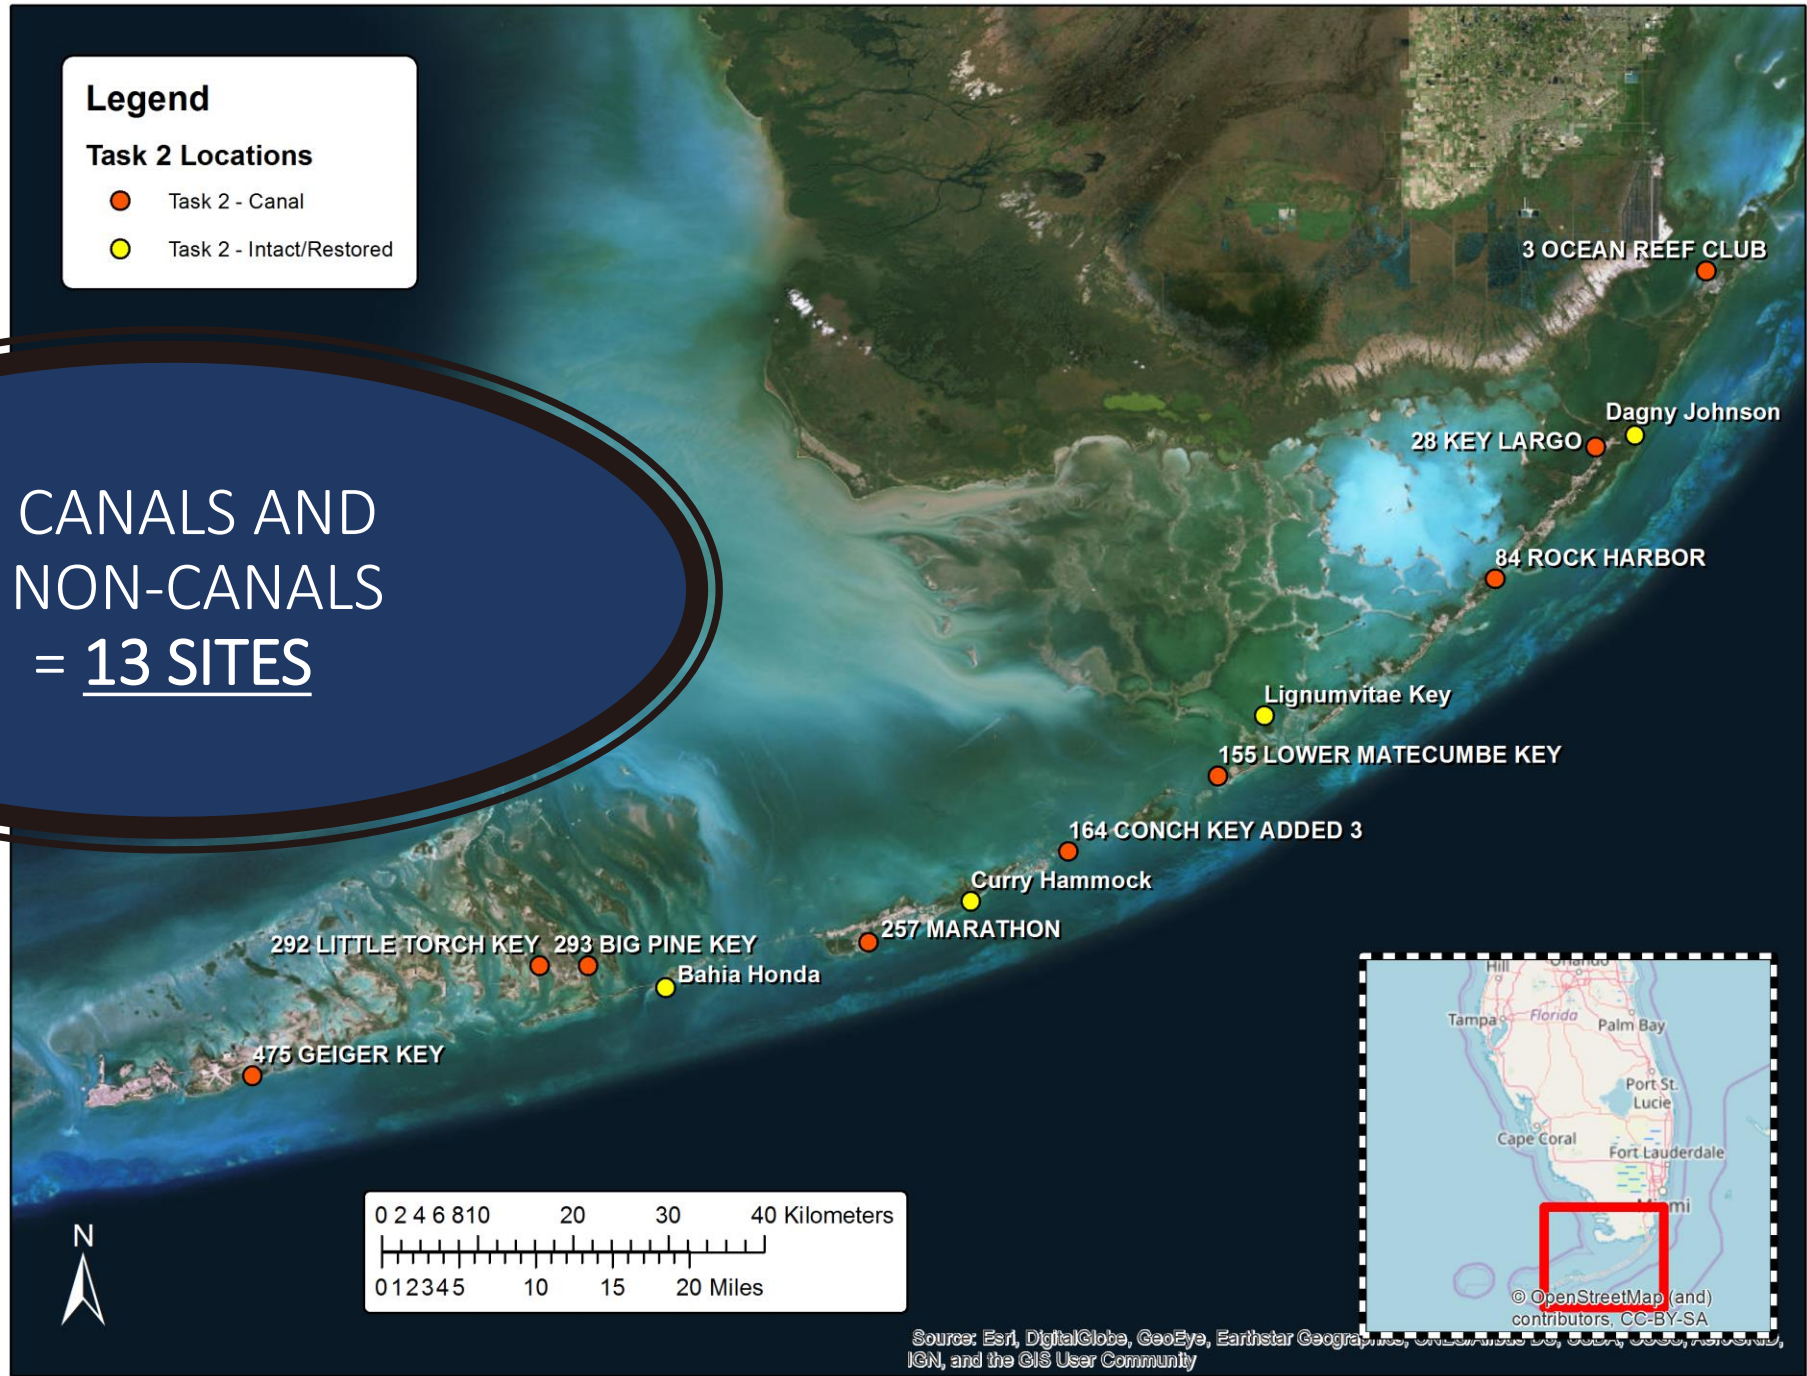 Legend
Task 2 Locations
Task 2 - Canal
Task 2 - Intact/Restored
CANALS AND
NON-CANALS
= 13 SITES
3 OCEAN REEF CLUB
Dagny Johnson
28 KEY LARGO
84 ROCK HARBOR
Lignumvitae Key
155 LOWER MATECUMBE KEY
164 CONCH KEY ADDED 3
Curry Hammock
257 MARATHON
292 LITTLE TORCH KEY
293 BIG PINE KEY
Bahia Honda
475 GEIGER KEY
N
0 2 4 6 8 10 20 30 40 Kilometers
0 1 2 3 4 5 10 15 20 Miles
Hill
Orlando
Tampa
Florida
Palm Bay
Port St.
Lucie
Cape Coral
Fort Lauderdale
Miami
© OpenStreetMap (and)
contributors, CC-BY-SA
Source: Esri, DigitalGlobe, GeoEye, Earthstar Geographics,
IGN, and the GIS User Community